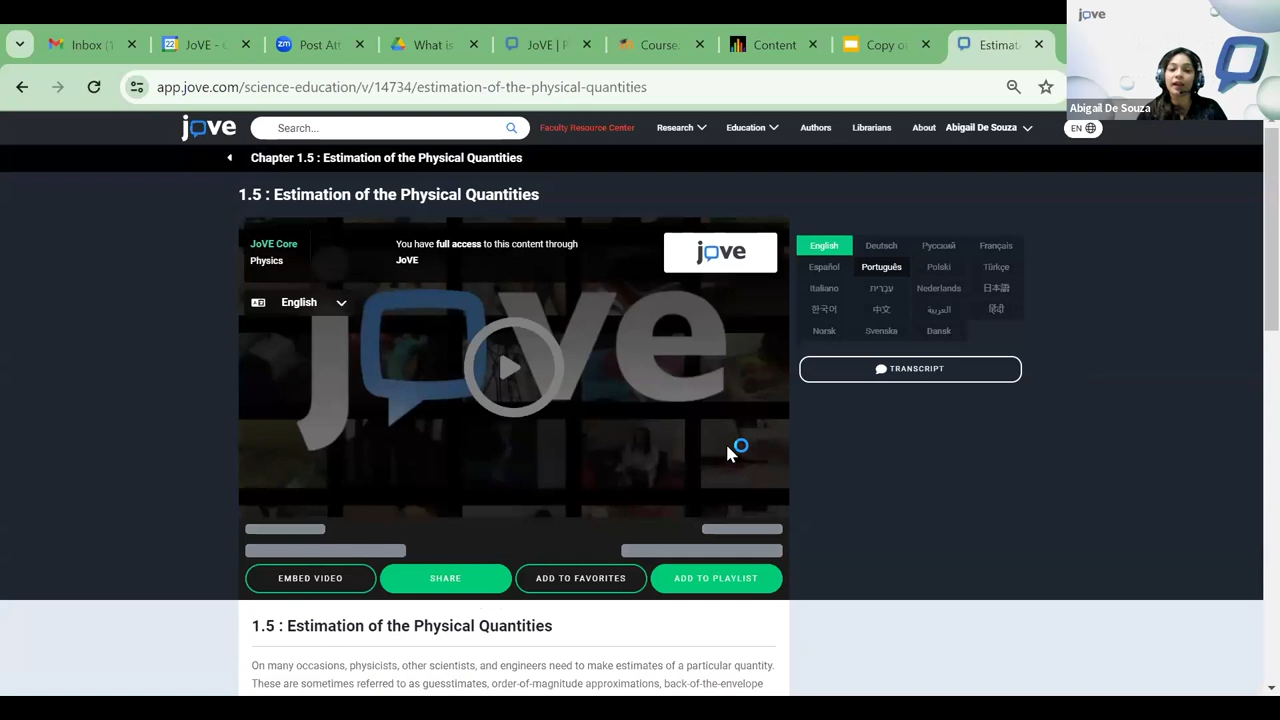 Inbox (1
JoVE - C
Post Att
What is
JoVE | P
Course:
Content
Copy o
Estimat
app.jove.com/science-education/v/14734/estimation-of-the-physical-quantities
jove
Abigail De Souza
jove
Search...
Faculty Resource Center
Research
Education
Authors
Librarians
About
Abigail De Souza
EN
Chapter 1.5 : Estimation of the Physical Quantities
1.5 : Estimation of the Physical Quantities
JoVE Core
Physics
You have full access to this content through
JoVE
jove
English
jove
English Deutsch Русский Français
Español Português Polski Türkçe
Italiano עברית Nederlands 日本語
한국어 中文 العربية हिंदी
Norsk Svenska Dansk
TRANSCRIPT
EMBED VIDEO
SHARE
ADD TO FAVORITES
ADD TO PLAYLIST
1.5 : Estimation of the Physical Quantities
On many occasions, physicists, other scientists, and engineers need to make estimates of a particular quantity.
These are sometimes referred to as guesstimates, order-of-magnitude approximations, back-of-the-envelope